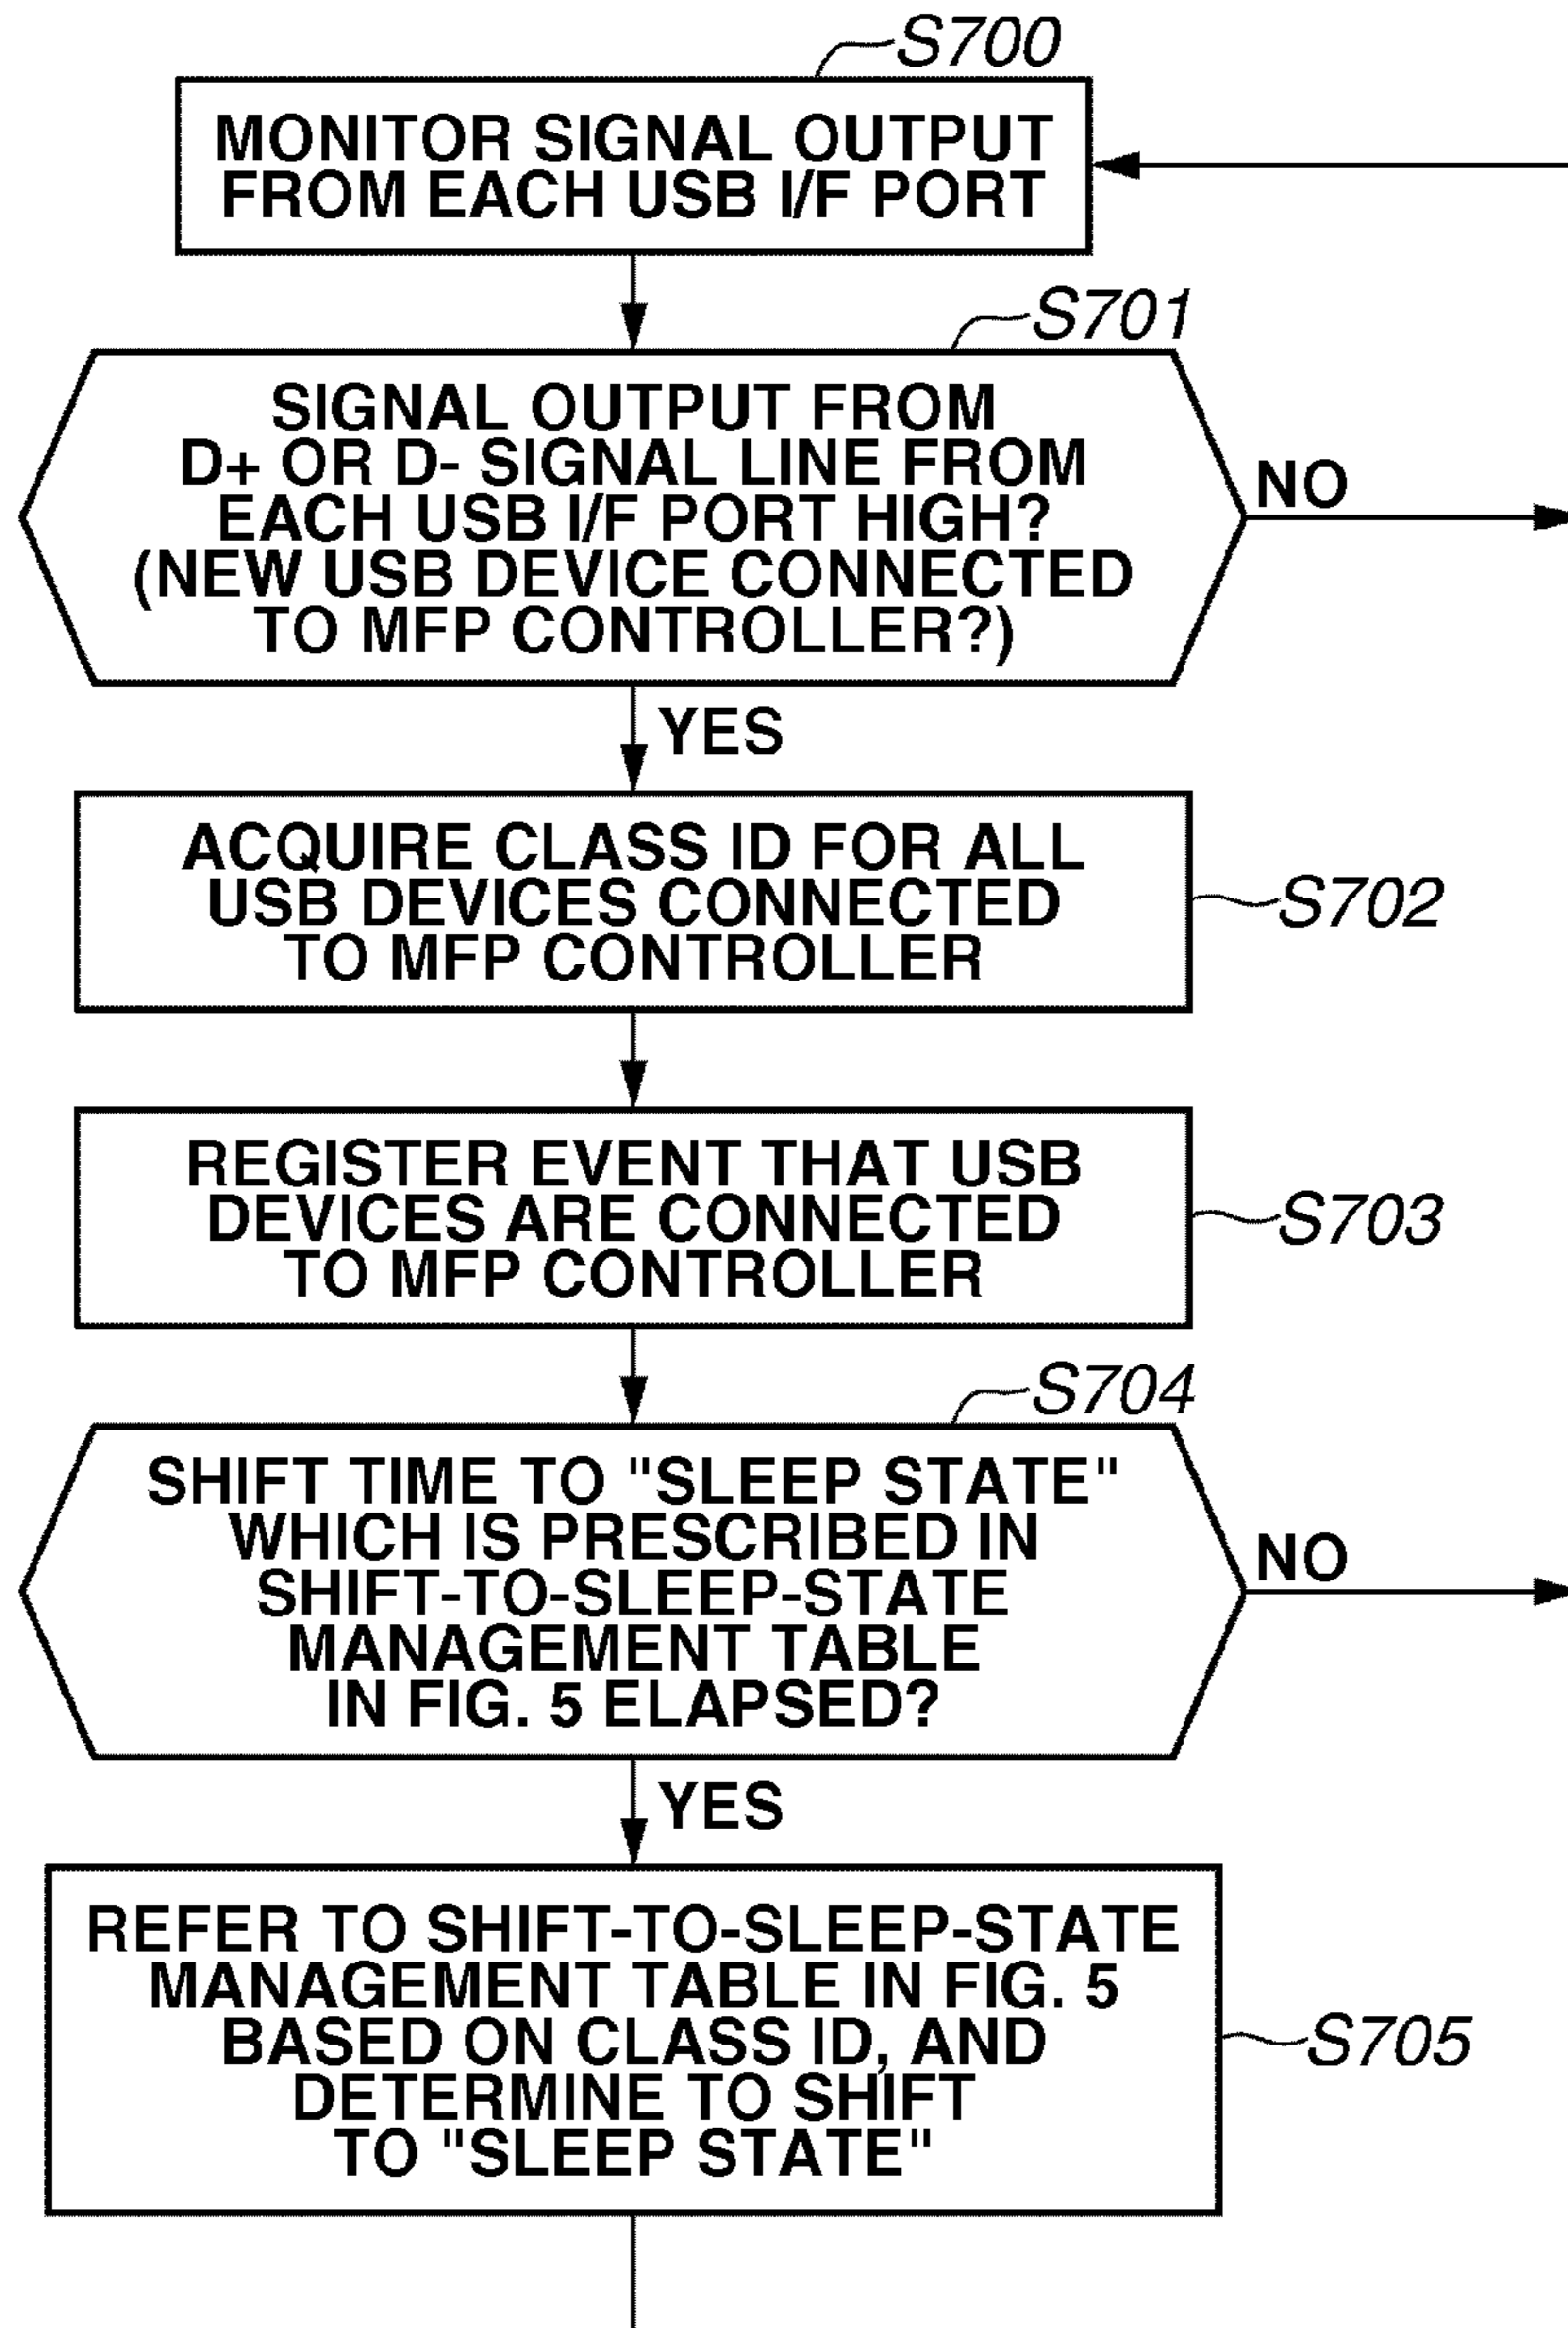 S700
MONITOR SIGNAL OUTPUT
FROM EACH USB I/F PORT
S701
SIGNAL OUTPUT FROM
D+ OR D- SIGNAL LINE FROM
EACH USB I/F PORT HIGH?
(NEW USB DEVICE CONNECTED
TO MFP CONTROLLER?)
NO
YES
ACQUIRE CLASS ID FOR ALL
USB DEVICES CONNECTED
TO MFP CONTROLLER
S702
REGISTER EVENT THAT USB
DEVICES ARE CONNECTED
TO MFP CONTROLLER
S703
S704
SHIFT TIME TO "SLEEP STATE"
WHICH IS PRESCRIBED IN
SHIFT-TO-SLEEP-STATE
MANAGEMENT TABLE
IN FIG. 5 ELAPSED?
NO
YES
REFER TO SHIFT-TO-SLEEP-STATE
MANAGEMENT TABLE IN FIG. 5
BASED ON CLASS ID, AND
DETERMINE TO SHIFT
TO "SLEEP STATE"
S705